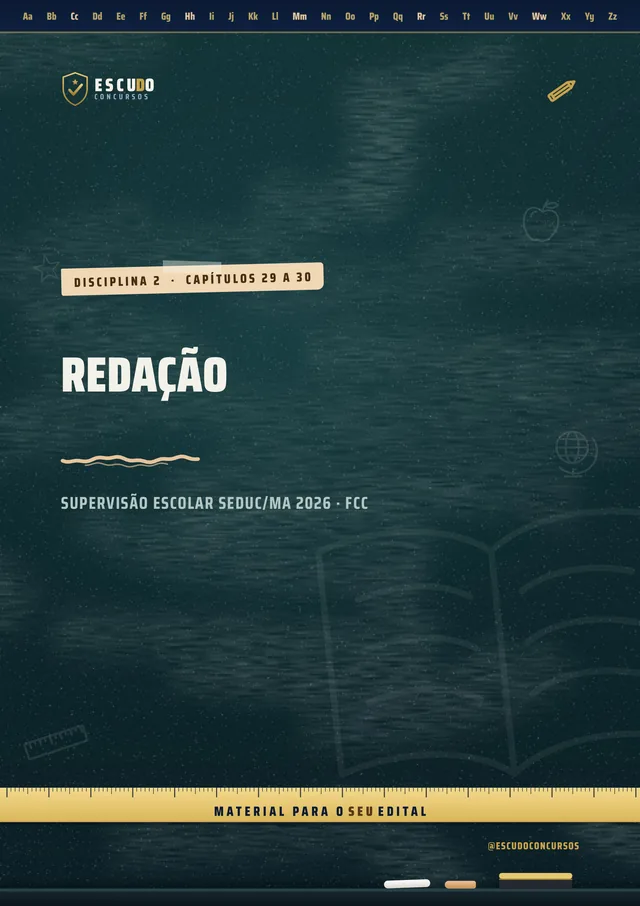 Aa Bb Cc Dd Ee Ff Gg Hh Ii Jj Kk Ll Mm Nn Oo Pp Qq Rr Ss Tt Uu Vv Ww Xx Yy Zz
ESCUDO
CONCURSOS
DISCIPLINA 2 · CAPÍTULOS 29 A 30
REDAÇÃO
SUPERVISÃO ESCOLAR SEDUC/MA 2026 · FCC
MATERIAL PARA O SEU EDITAL
@ESCUDOCONCURSOS